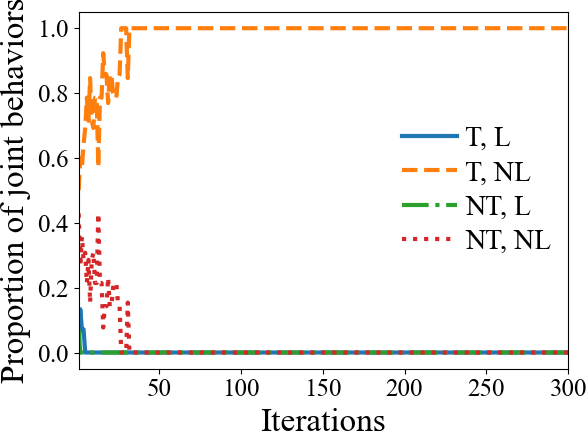 Proportion of joint behaviors
1.0
0.8
0.6
0.4
0.2
0.0
T, L
T, NL
NT, L
NT, NL
50
100
150
200
250
300
Iterations